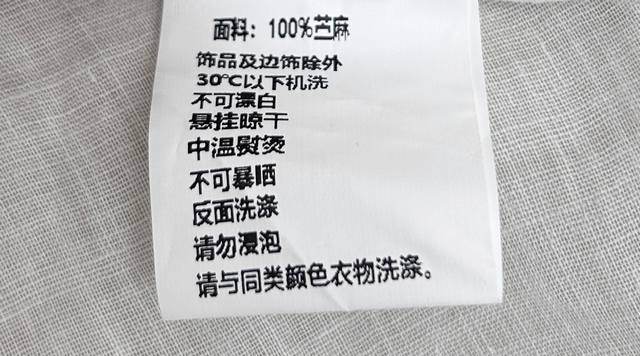 面料：100%苎麻
饰品及边饰除外
30℃以下机洗
不可漂白
悬挂晾干
中温熨烫
不可暴晒
反面洗涤
请勿浸泡
请与同类颜色衣物洗涤。